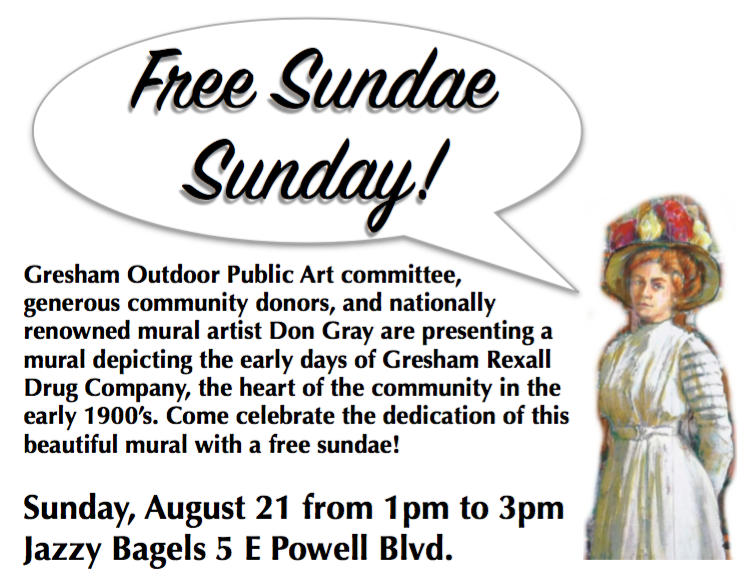 Free Sundae
Sunday!
Gresham Outdoor Public Art committee,
generous community donors, and nationally
renowned mural artist Don Gray are presenting a
mural depicting the early days of Gresham Rexall
Drug Company, the heart of the community in the
early 1900’s. Come celebrate the dedication of this
beautiful mural with a free sundae!
Sunday, August 21 from 1pm to 3pm
Jazzy Bagels 5 E Powell Blvd.